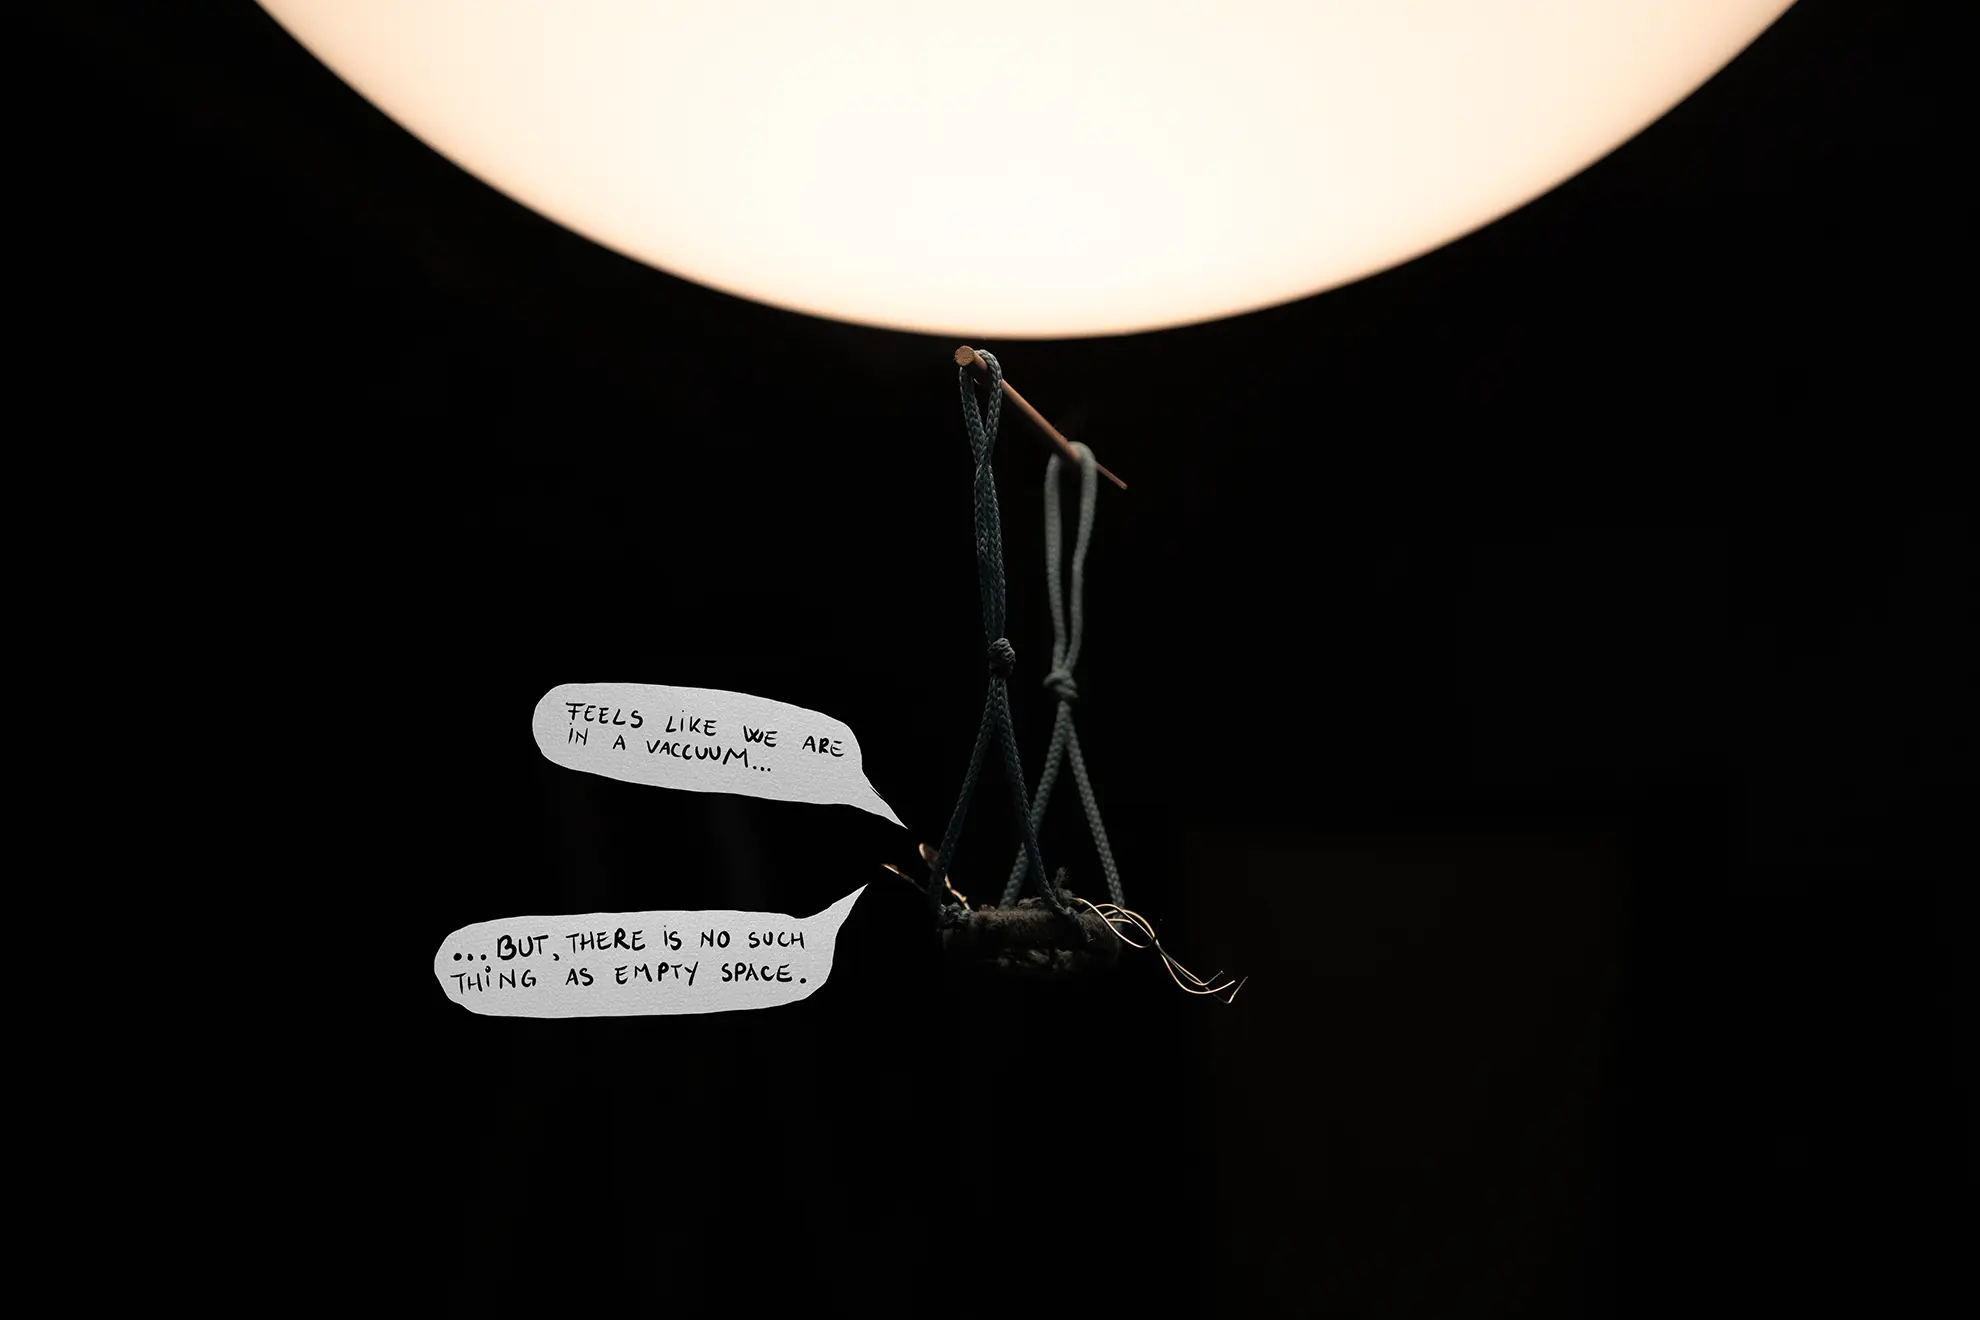 FEELS LIKE WE ARE
IN A VACCUUM...
...BUT, THERE IS NO SUCH
THING AS EMPTY SPACE.